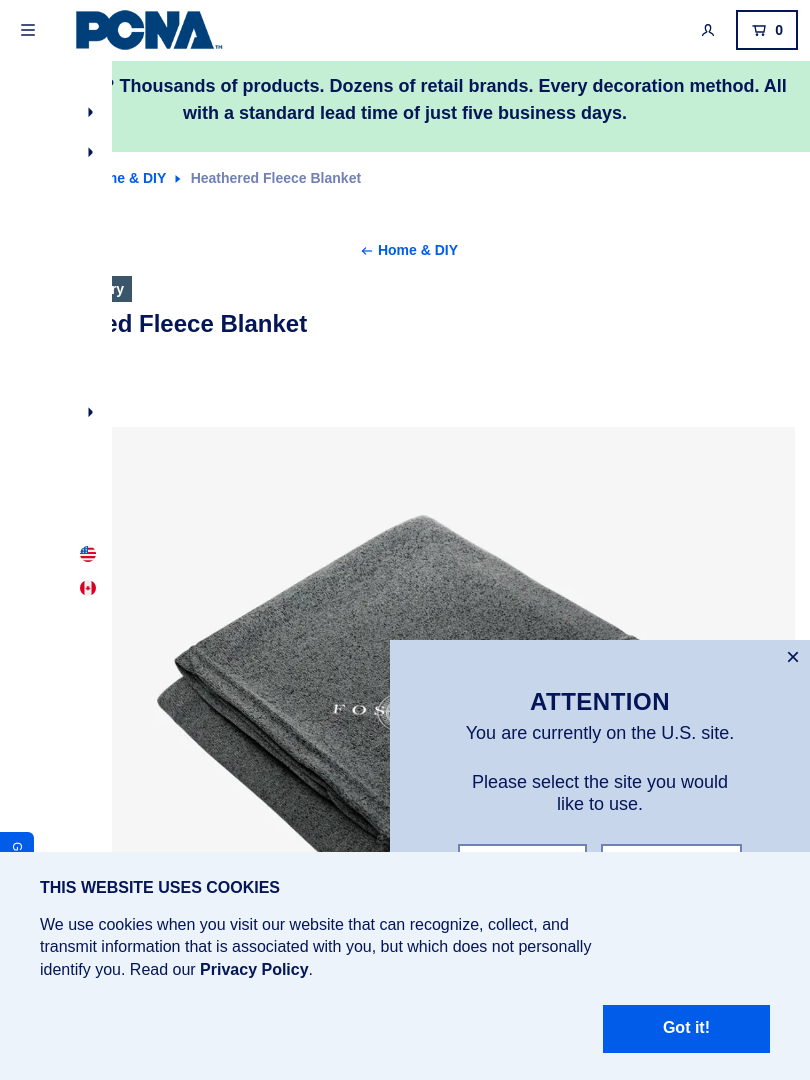 PCNA™
0
? Thousands of products. Dozens of retail brands. Every decoration method. All
with a standard lead time of just five business days.
me & DIY
Heathered Fleece Blanket
← Home & DIY
ry
ed Fleece Blanket
F O S
ATTENTION
You are currently on the U.S. site.
Please select the site you would
like to use.
G
THIS WEBSITE USES COOKIES
We use cookies when you visit our website that can recognize, collect, and
transmit information that is associated with you, but which does not personally
identify you. Read our Privacy Policy.
Got it!